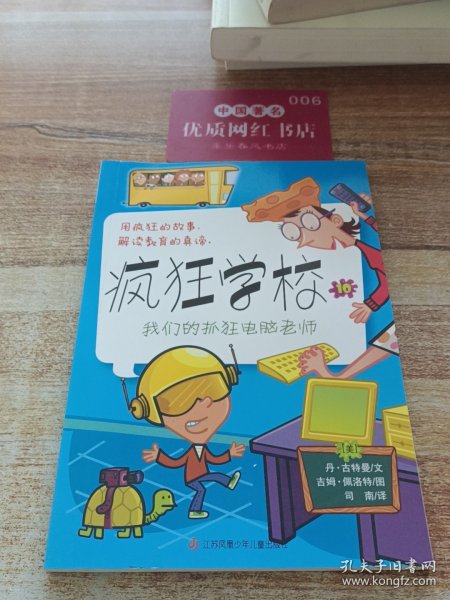 006
中国著名
优质网红书店
用疯狂的故事，
解读教育的真谛。
疯狂学校
10
我们的抓狂电脑老师
[美]
丹·古特曼/文
吉姆·佩洛特/图
司 南/译
江苏凤凰少年儿童出版社
孔夫子旧书网
www.kongfz.com